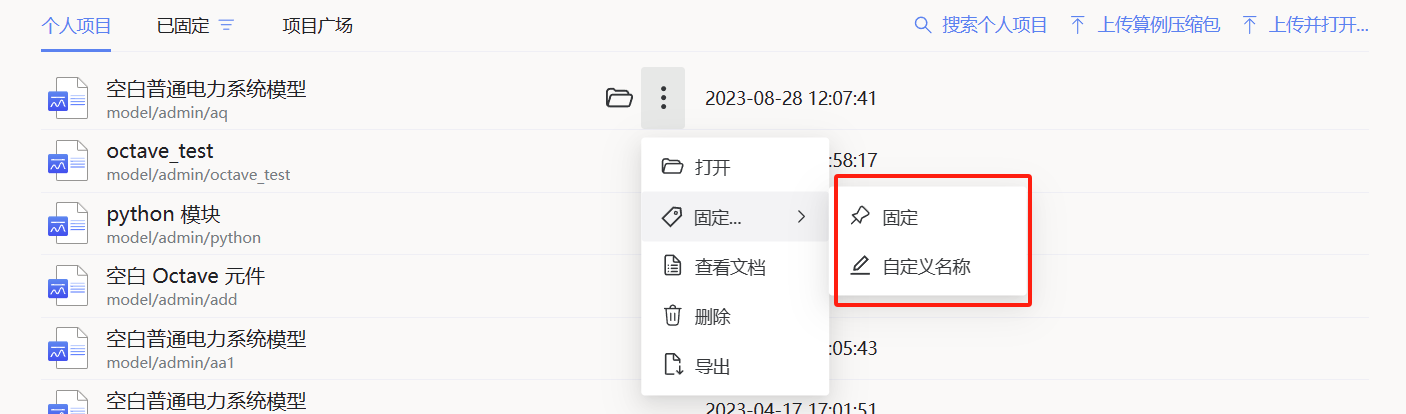 个人项目 已固定 项目广场 搜索个人项目 上传算例压缩包 上传并打开...
空白普通电力系统模型 2023-08-28 12:07:41
model/admin/aq
octave_test :58:17
model/admin/octave_test
打开
python 模块
model/admin/python
固定... 固定
空白 Octave 元件
model/admin/add
查看文档 自定义名称
删除
空白普通电力系统模型 :05:43
model/admin/aa1
导出
空白普通电力系统模型 2023-04-17 17:01:51